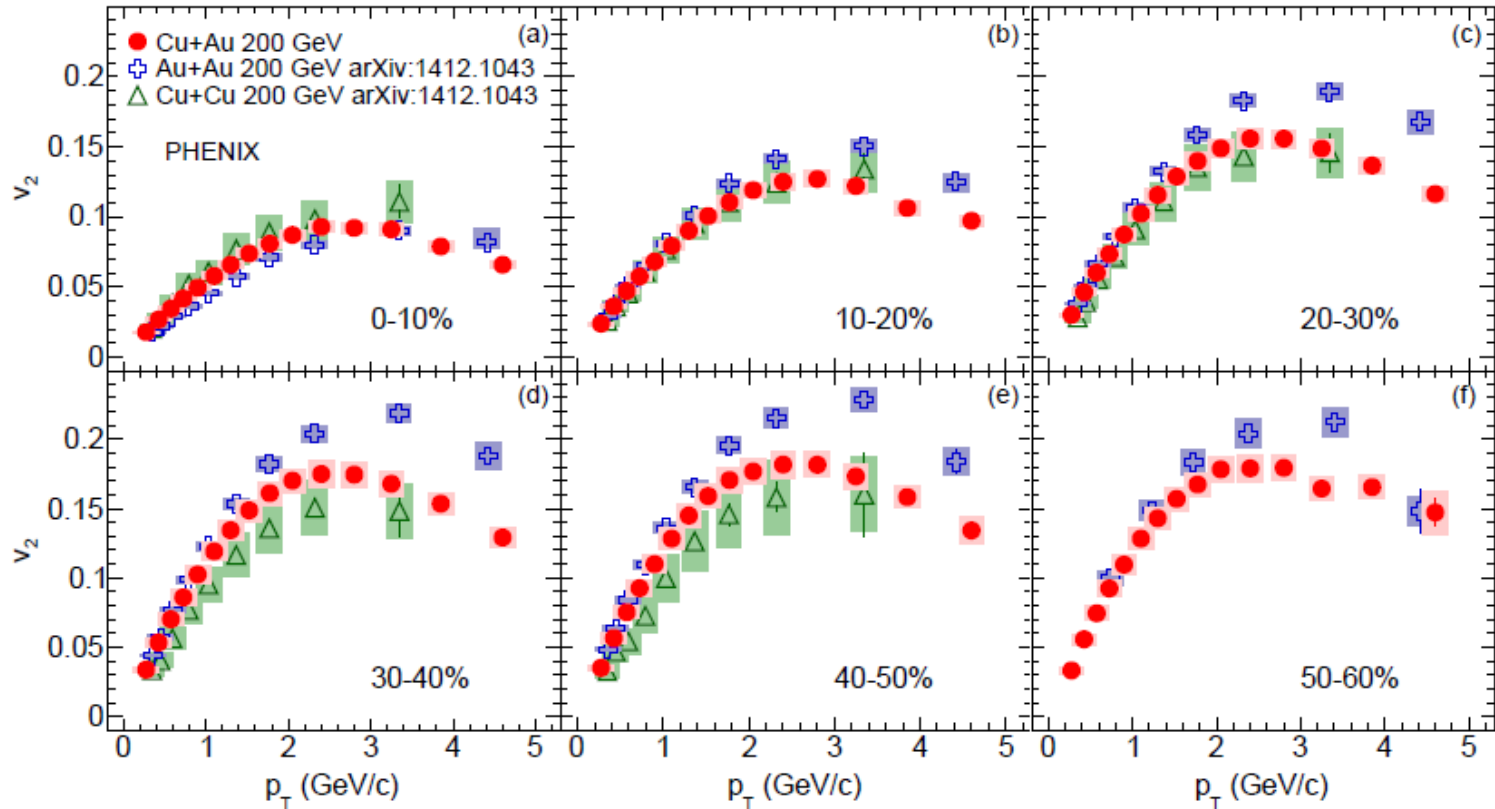 (a)
Cu+Au 200 GeV
Au+Au 200 GeV arXiv:1412.1043
Cu+Cu 200 GeV arXiv:1412.1043
PHENIX
0-10%
(b)
10-20%
(c)
20-30%
0.2
0.15
0.1
0.05
0
v2
(d)
30-40%
(e)
40-50%
(f)
50-60%
0.2
0.15
0.1
0.05
0
v2
0 1 2 3 4 5
0 1 2 3 4 5
0 1 2 3 4 5
pT (GeV/c)
pT (GeV/c)
pT (GeV/c)